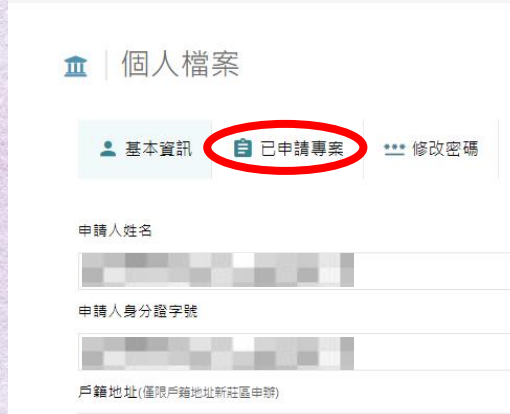 個人檔案
基本資訊 已申請專案 修改密碼
申請人姓名
申請人身分證字號
戶籍地址(僅限戶籍地址新莊區申辦)